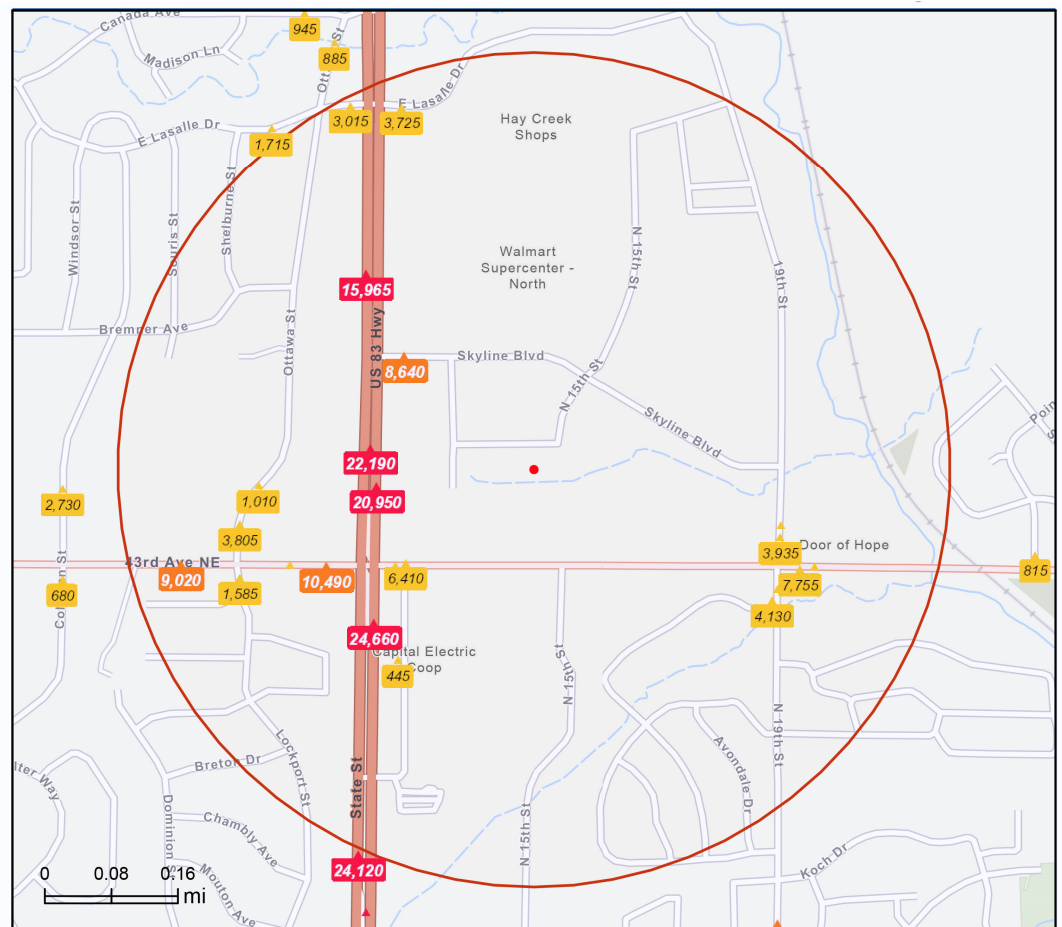 Canada Ave
945
Madison Ln
885
E Lasalle Dr
3,015
3,725
Hay Creek
Shops
E Lasalle Dr
1,715
Shelburne St
Windsor St
Souris St
N 15th St
Walmart
Supercenter -
North
19th St
15,965
Bremner Ave
Ottawa St
US 83 Hwy
Skyline Blvd
8,640
N 15th St
Skyline Blvd
22,190
2,730
1,010
20,950
3,805
43rd Ave NE
3,935
Door of Hope
9,020
10,490
6,410
7,755
815
680
1,585
4,130
24,660
Capital Electric
Coop
445
N 15th St
N 19th St
Lockport St
Breton Dr
Avondale Dr
State St
Dominion St
Chambly Ave
N 15th St
Koch Dr
24,120
Mouton Ave
0 0.08 0.16
mi